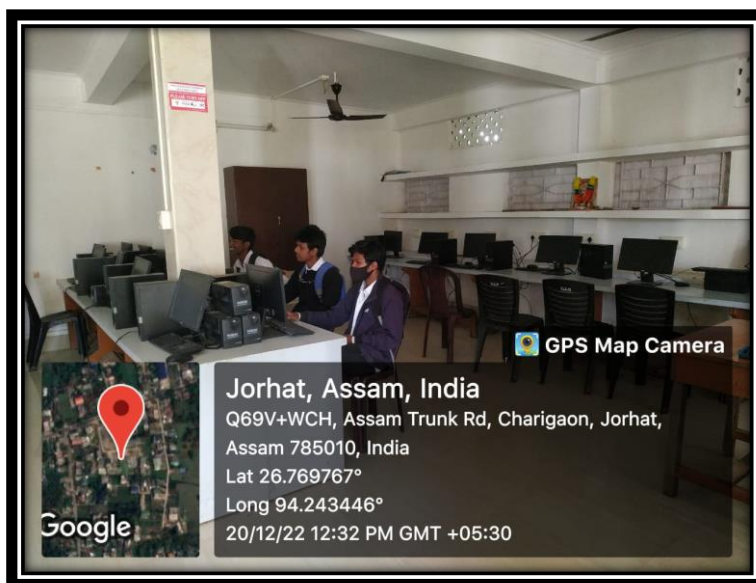 GPS Map Camera
Jorhat, Assam, India
Q69V+WCH, Assam Trunk Rd, Charigaon, Jorhat,
Assam 785010, India
Lat 26.769767°
Long 94.243446°
20/12/22 12:32 PM GMT +05:30
Google